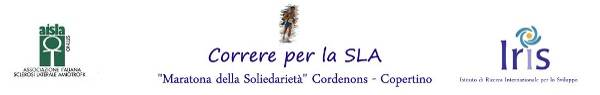 aisla
ONLUS
ASSOCIAZIONE ITALIANA
SCLEROSI LATERALE AMIOTROFICA
Correre per la SLA
"Maratona della Soliedarietà" Cordenons - Copertino
Iris
Istituto di Ricerca Internazionale per lo Sviluppo